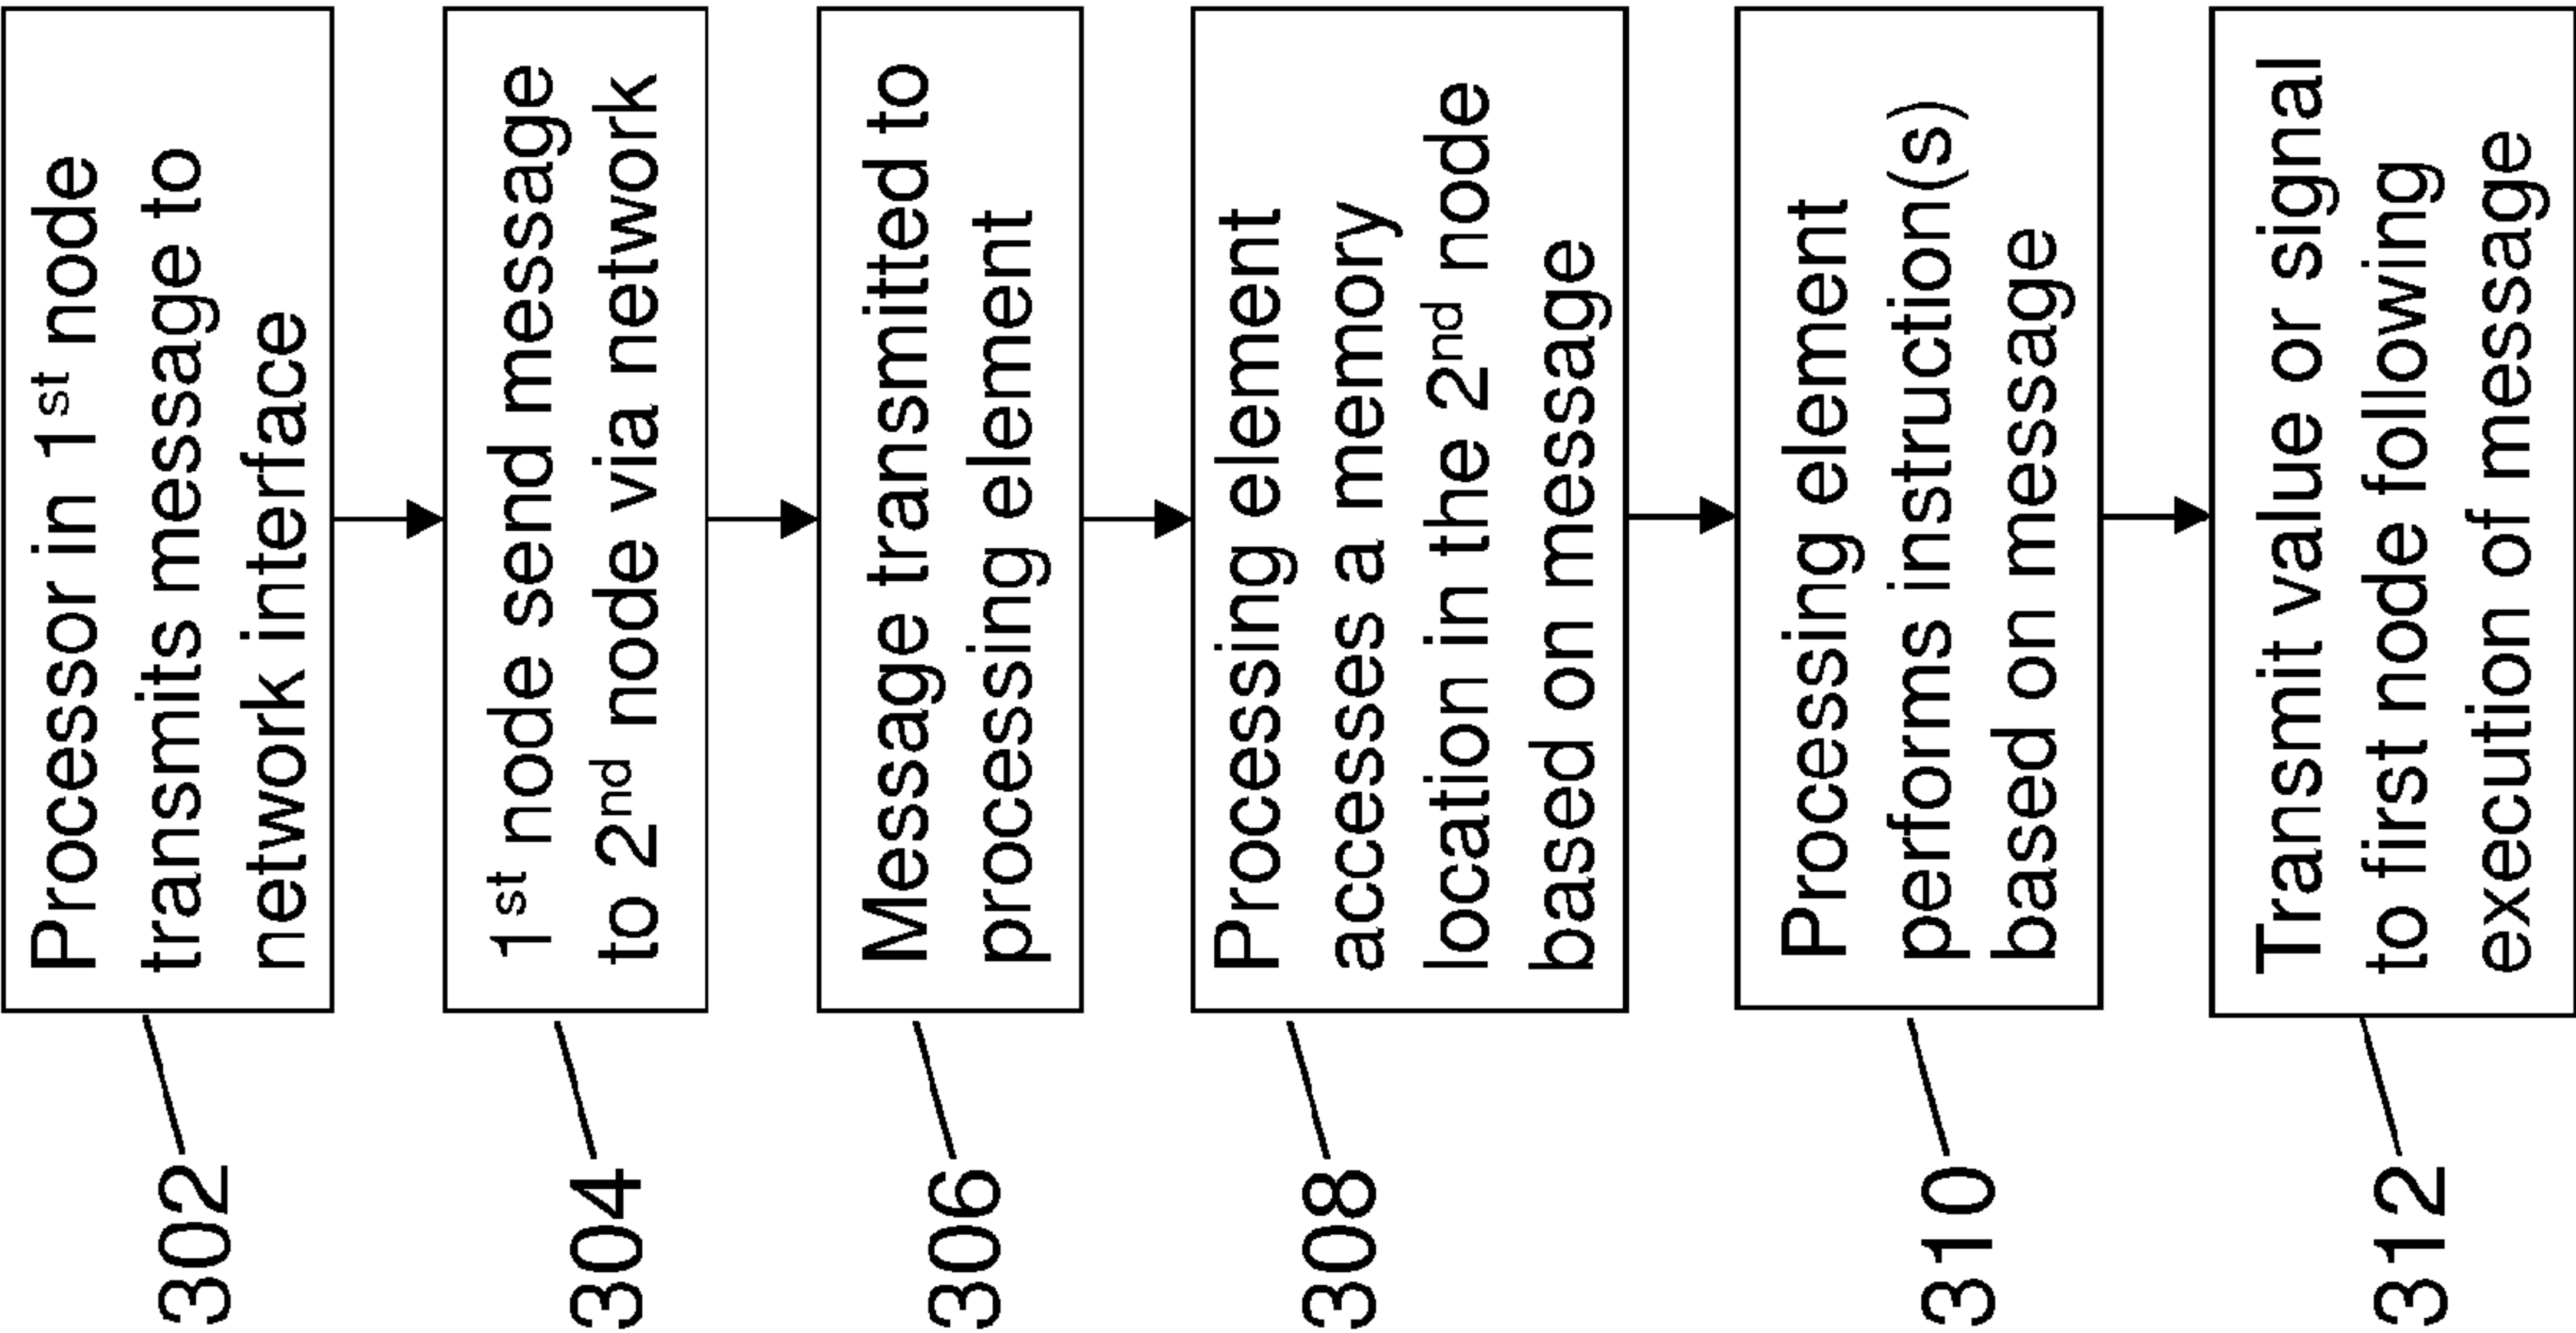 Processor in 1st node
transmits message to
network interface
302
1st node send message
to 2nd node via network
304
Message transmitted to
processing element
306
Processing element
accesses a memory
location in the 2nd node
based on message
308
Processing element
performs instruction(s)
based on message
310
Transmit value or signal
to first node following
execution of message
312